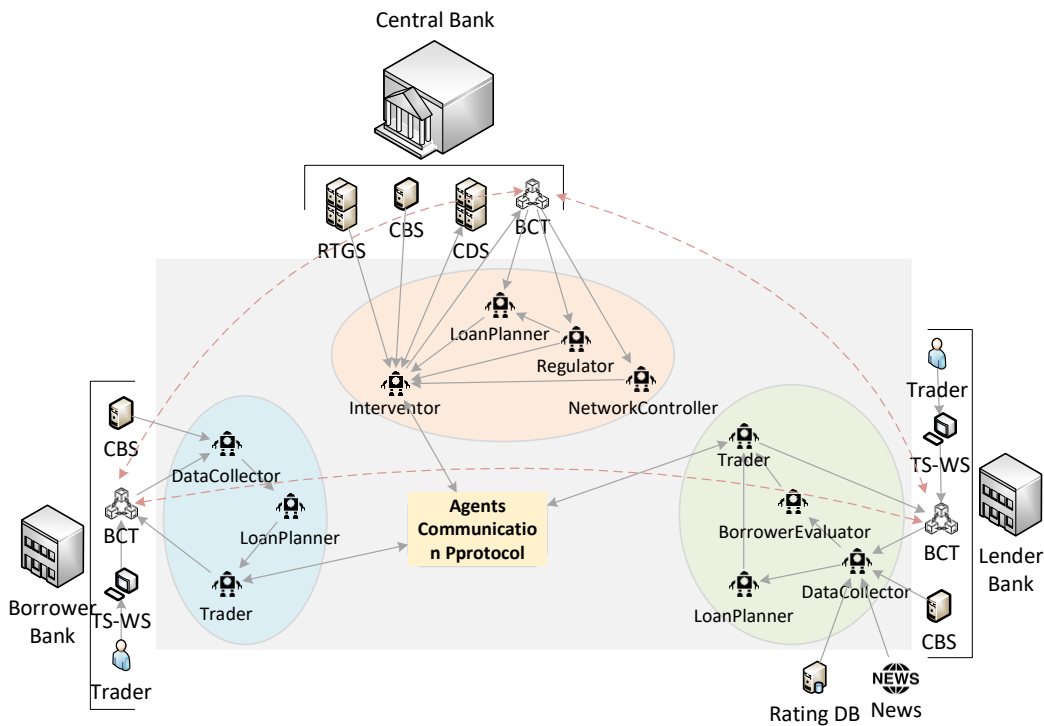 Central Bank
RTGS
CBS
CDS
BCT
LoanPlanner
Regulator
Interventor
NetworkController
CBS
DataCollector
LoanPlanner
BCT
Trader
Borrower
Bank
TS-WS
Trader
Agents
Communicatio
n Pprotocol
Trader
TS-WS
Trader
BorrowerEvaluator
BCT
Lender
Bank
DataCollector
LoanPlanner
CBS
Rating DB
NEWS
News